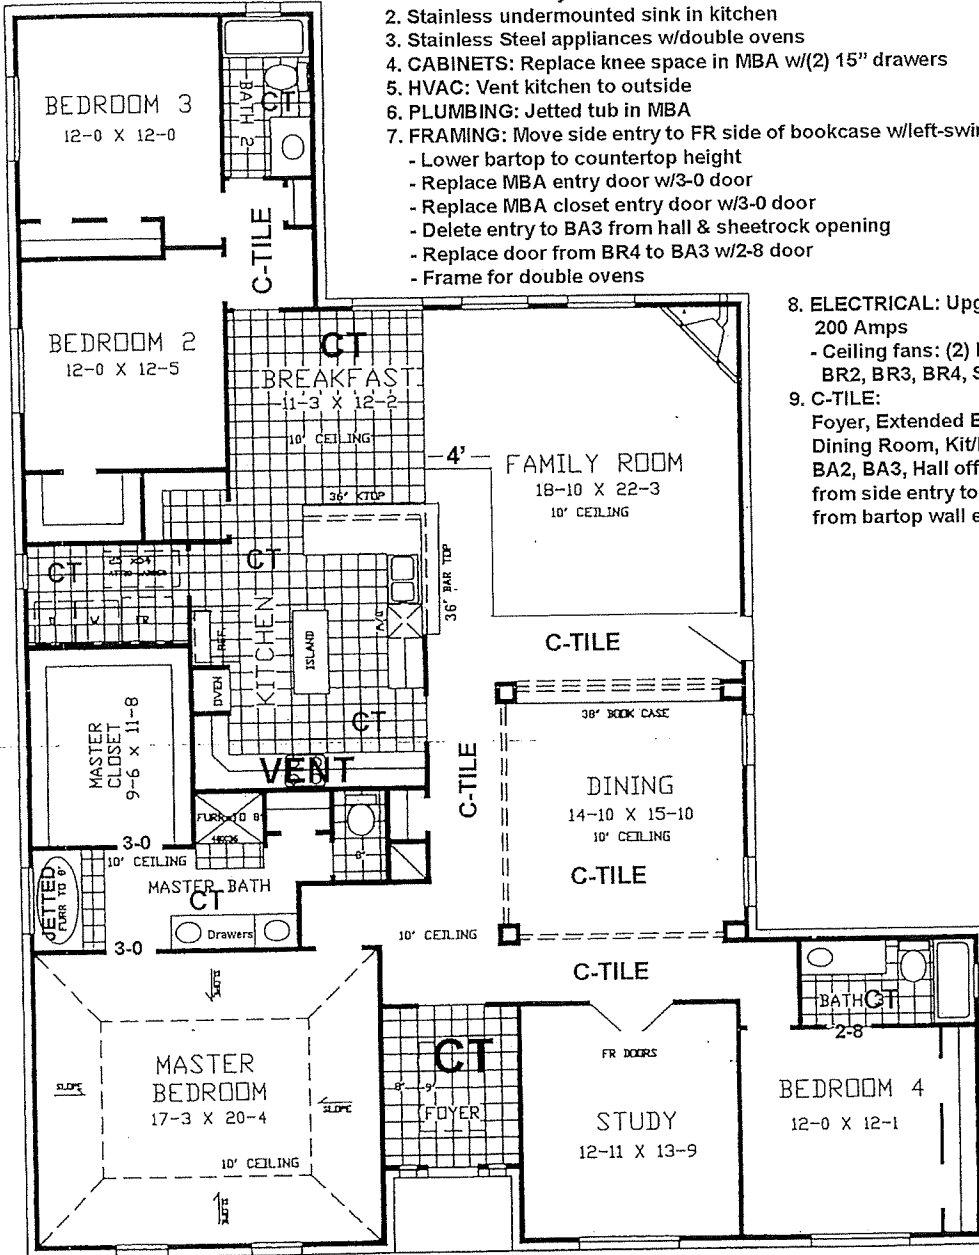 2. Stainless undermounted sink in kitchen
3. Stainless Steel appliances w/double ovens
4. CABINETS: Replace knee space in MBA w/(2) 15” drawers
5. HVAC: Vent kitchen to outside
6. PLUMBING: Jetted tub in MBA
7. FRAMING: Move side entry to FR side of bookcase w/left-swi
- Lower bartop to countertop height
- Replace MBA entry door w/3-0 door
- Replace MBA closet entry door w/3-0 door
- Delete entry to BA3 from hall & sheetrock opening
- Replace door from BR4 to BA3 w/2-8 door
- Frame for double ovens
8. ELECTRICAL: Upg
200 Amps
- Ceiling fans: (2)
BR2, BR3, BR4, S
9. C-TILE:
Foyer, Extended E
Dining Room, Kit/
BA2, BA3, Hall off
from side entry to
from bartop wall e
BEDROOM 3
12-0 X 12-0
BATH 2
CT
C-TILE
BEDROOM 2
12-0 X 12-5
CT
BREAKFAST
11-3 X 12-2
10' CEILING
4'
FAMILY ROOM
18-10 X 22-3
10' CEILING
36' KTOP
36' BAR TOP
CT
CT
W
REF.
KITCHEN
ISLAND
OVEN
CT
C-TILE
38' BOOK CASE
MASTER
CLOSET
9-6 X 11-8
VENT
C-TILE
DINING
14-10 X 15-10
10' CEILING
C-TILE
FURR TO 8'
3-0
10' CEILING
8'
JETTED
FURR TO 8'
MASTER BATH
CT
Drawers
3-0
10' CEILING
C-TILE
BATH 3
CT
2-8
SLOPE
SLOPE
SLOPE
MASTER
BEDROOM
17-3 X 20-4
10' CEILING
CT
8'-9'
FOYER
FR DOORS
STUDY
12-11 X 13-9
BEDROOM 4
12-0 X 12-1